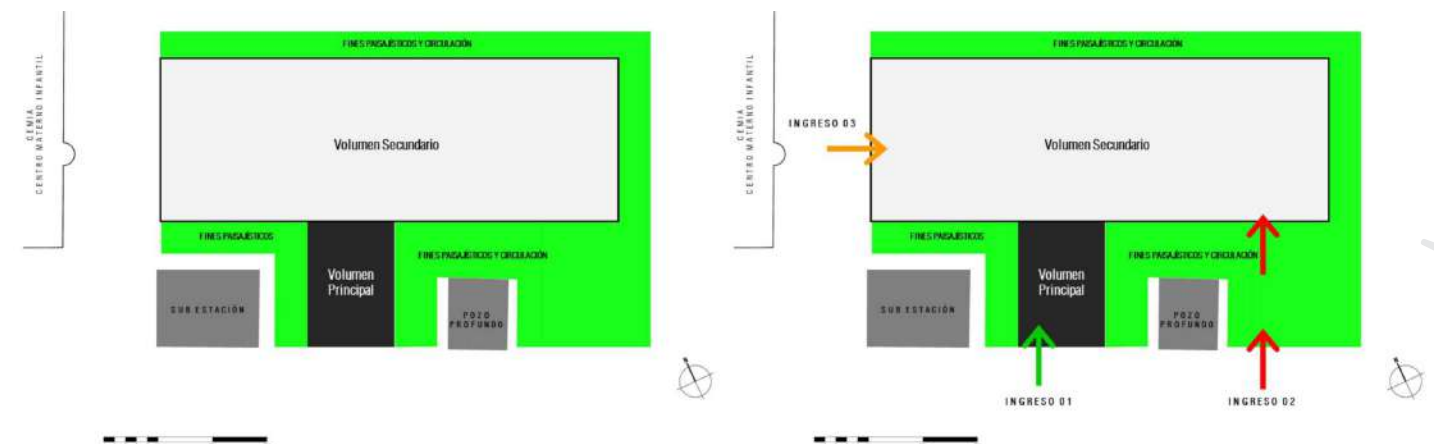 CEMIA
CENTRO MATERNO INFANTIL
FINES PAISAJÍSTICOS Y CIRCULACIÓN
Volumen Secundario
FINES PAISAJÍSTICOS
FINES PAISAJÍSTICOS Y CIRCULACIÓN
Volumen
Principal
SUB ESTACIÓN
POZO
PROFUNDO
CEMIA
CENTRO MATERNO INFANTIL
FINES PAISAJÍSTICOS Y CIRCULACIÓN
INGRESO 03
Volumen Secundario
FINES PAISAJÍSTICOS
FINES PAISAJÍSTICOS Y CIRCULACIÓN
Volumen
Principal
SUB ESTACIÓN
POZO
PROFUNDO
INGRESO 01
INGRESO 02